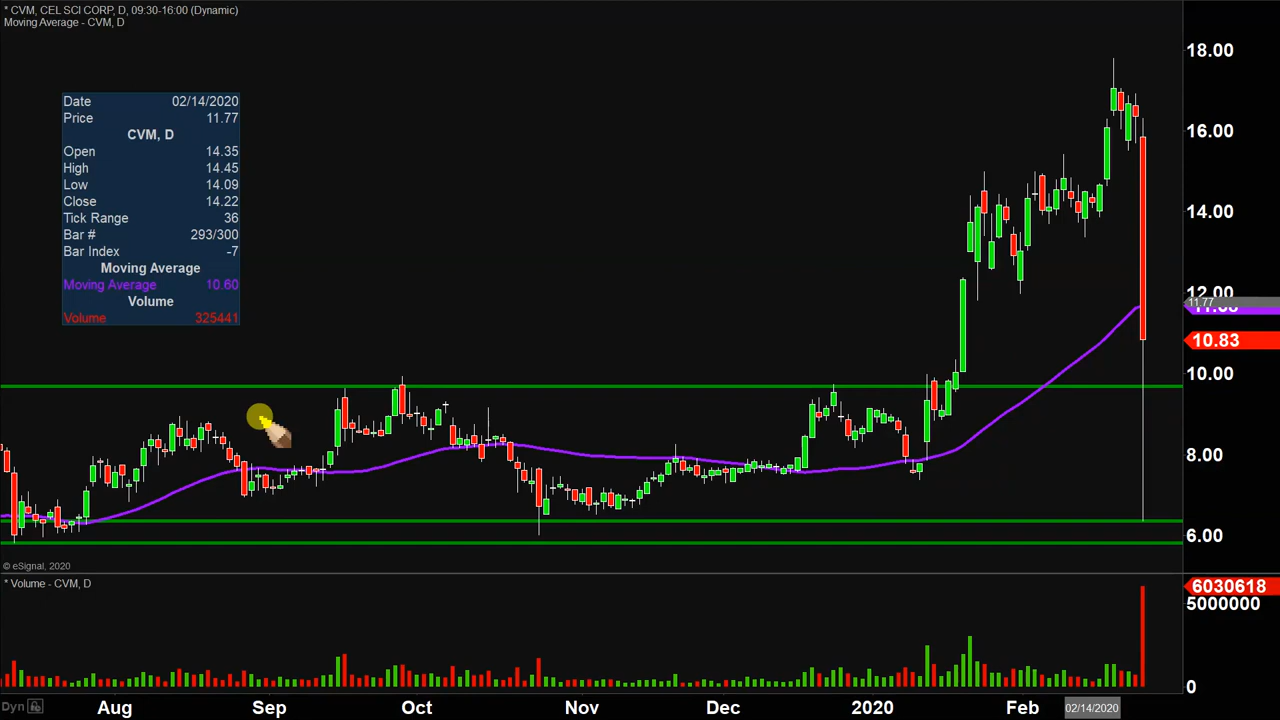 * CVM, CEL SCI CORP, D, 09:30-16:00 (Dynamic)
Moving Average - CVM, D
Date 02/14/2020
Price 11.77
CVM, D
Open 14.35
High 14.45
Low 14.09
Close 14.22
Tick Range 36
Bar # 293/300
Bar Index -7
Moving Average
Moving Average 10.60
Volume
Volume 325441
18.00
16.00
14.00
12.00
11.77
10.83
10.00
8.00
6.00
© eSignal, 2020
* Volume - CVM, D
6030618
5000000
0
Dyn
Aug Sep Oct Nov Dec 2020 Feb 02/14/2020